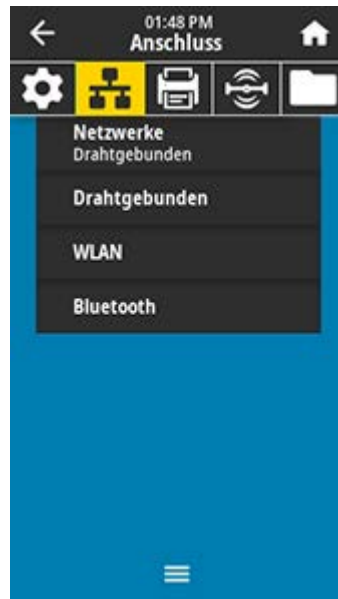 01:48 PM
Anschluss
Netzwerke
Drahtgebunden
Drahtgebunden
WLAN
Bluetooth